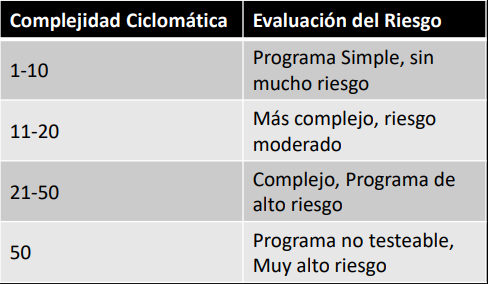 Complejidad Ciclomática Evaluación del Riesgo
1-10
Programa Simple, sin
mucho riesgo
11-20
Más complejo, riesgo
moderado
21-50
Complejo, Programa de
alto riesgo
50
Programa no testeable,
Muy alto riesgo